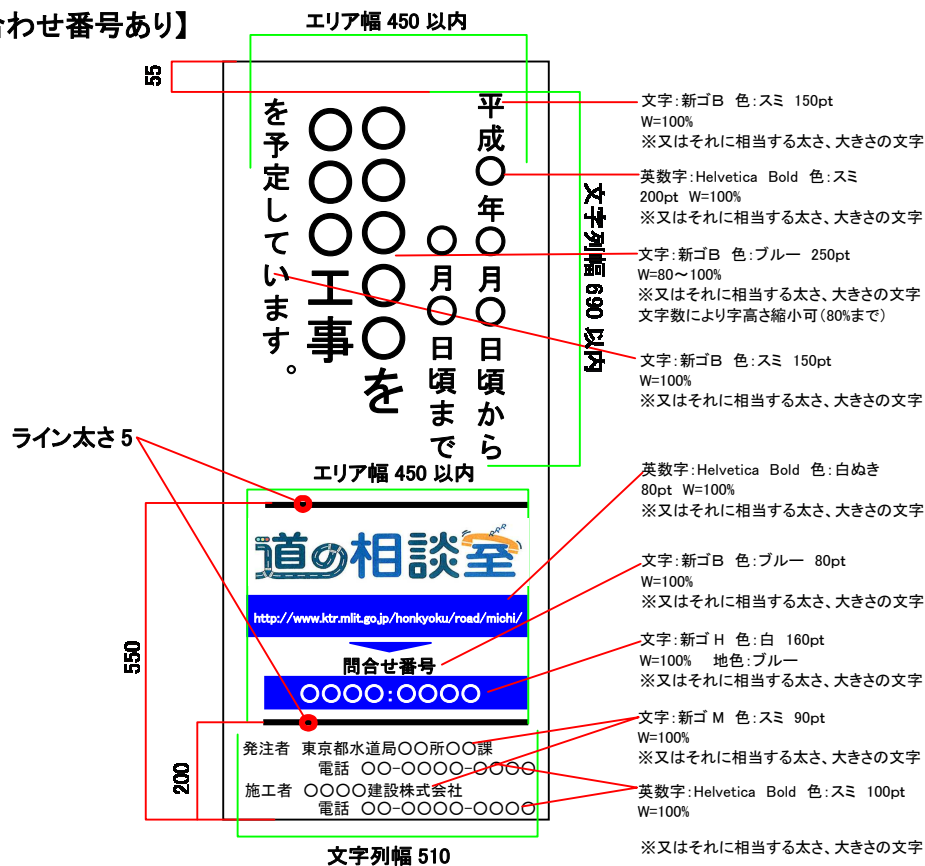 合わせ番号あり】
エリア幅 450 以内
55
平成〇年〇月〇日頃から
〇月〇日頃まで
〇〇〇〇〇を
〇〇〇工事
を予定しています。
文字列幅 690 以内
文字:新ゴB 色:スミ 150pt
W=100%
※又はそれに相当する太さ、大きさの文字
英数字:Helvetica Bold 色:スミ
200pt W=100%
※又はそれに相当する太さ、大きさの文字
文字:新ゴB 色:ブルー 250pt
W=80～100%
※又はそれに相当する太さ、大きさの文字
文字数により字高さ縮小可(80%まで)
文字:新ゴB 色:スミ 150pt
W=100%
※又はそれに相当する太さ、大きさの文字
ライン太さ 5
エリア幅 450 以内
道の相談室
http://www.ktr.mlit.go.jp/honkyoku/road/michi/
問合せ番号
〇〇〇〇:〇〇〇〇
550
200
英数字:Helvetica Bold 色:白ぬき
80pt W=100%
※又はそれに相当する太さ、大きさの文字
文字:新ゴB 色:ブルー 80pt
W=100%
※又はそれに相当する太さ、大きさの文字
文字:新ゴ H 色:白 160pt
W=100% 地色:ブルー
※又はそれに相当する太さ、大きさの文字
発注者 東京都水道局〇〇所〇〇課
電話 〇〇-〇〇〇〇-〇〇〇〇
施工者 〇〇〇〇建設株式会社
電話 〇〇-〇〇〇〇-〇〇〇〇
文字列幅 510
文字:新ゴ M 色:スミ 90pt
W=100%
※又はそれに相当する太さ、大きさの文字
英数字:Helvetica Bold 色:スミ 100pt
W=100%
※又はそれに相当する太さ、大きさの文字